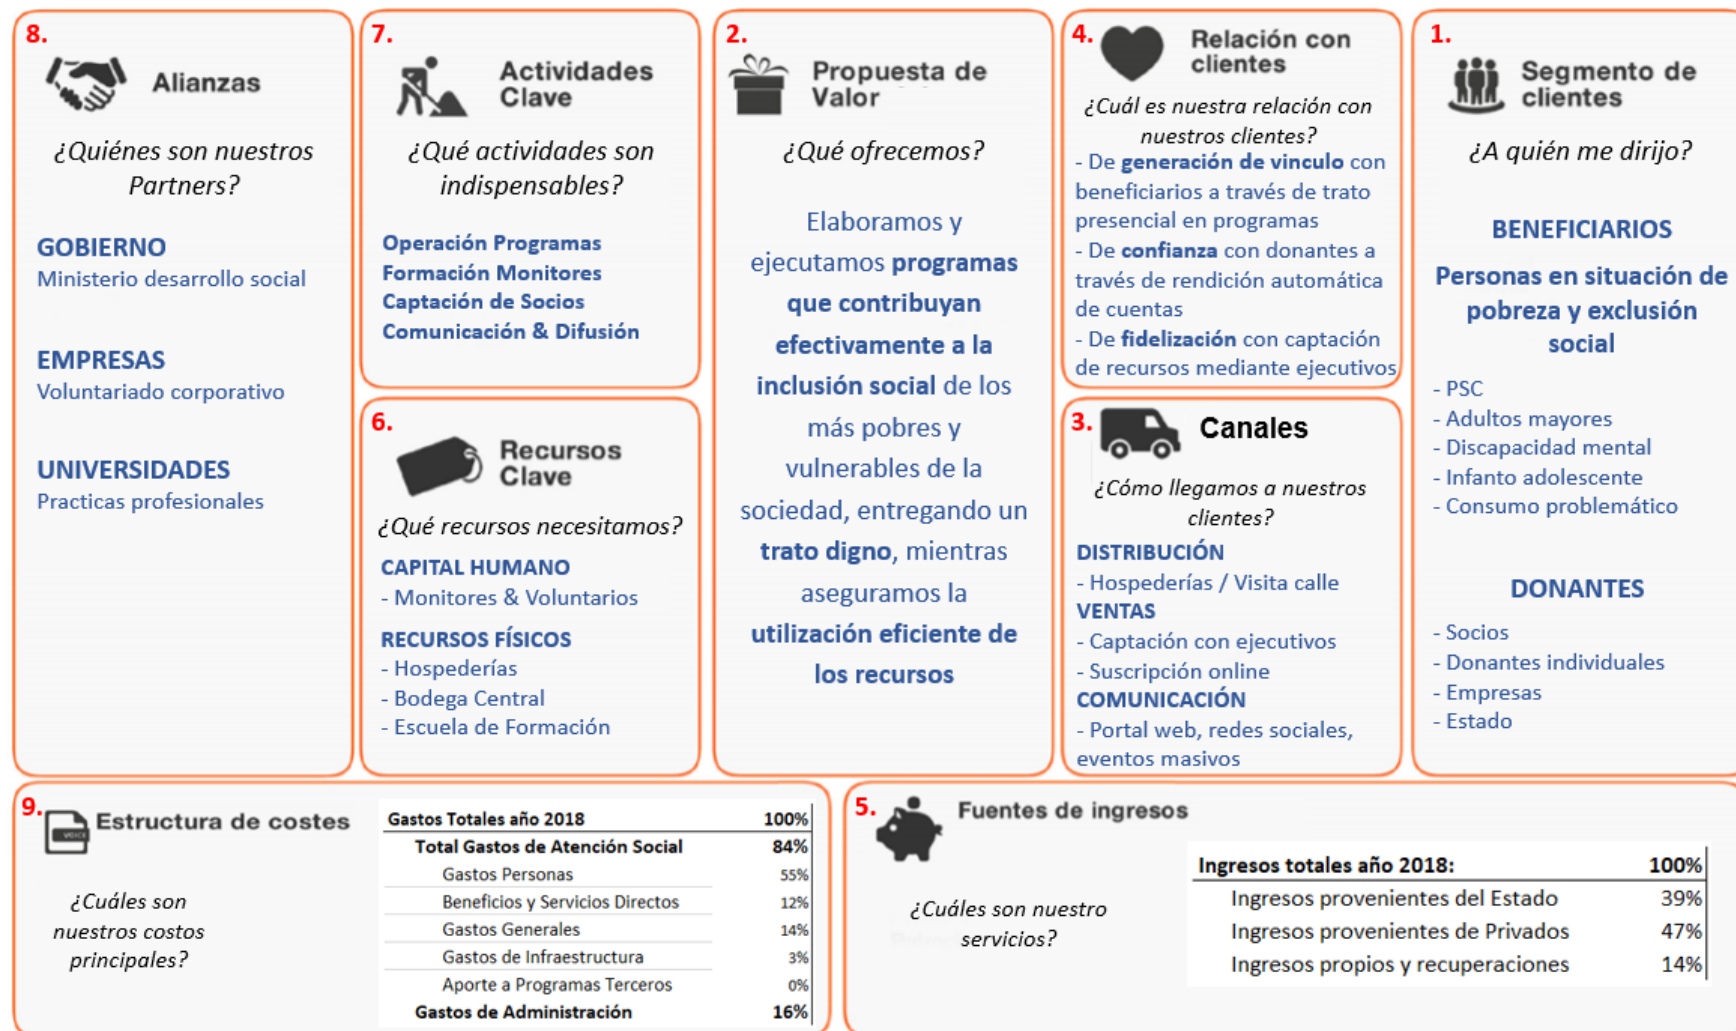 8.
Alianzas
¿Quiénes son nuestros
Partners?
GOBIERNO
Ministerio desarrollo social
EMPRESAS
Voluntariado corporativo
UNIVERSIDADES
Practicas profesionales
7.
Actividades
Clave
¿Qué actividades son
indispensables?
Operación Programas
Formación Monitores
Captación de Socios
Comunicación & Difusión
6.
Recursos
Clave
¿Qué recursos necesitamos?
CAPITAL HUMANO
- Monitores & Voluntarios
RECURSOS FÍSICOS
- Hospederías
- Bodega Central
- Escuela de Formación
2.
Propuesta de
Valor
¿Qué ofrecemos?
Elaboramos y
ejecutamos programas
que contribuyan
efectivamente a la
inclusión social de los
más pobres y
vulnerables de la
sociedad, entregando un
trato digno, mientras
aseguramos la
utilización eficiente de
los recursos
4.
Relación con
clientes
¿Cuál es nuestra relación con
nuestros clientes?
- De generación de vinculo con
beneficiarios a través de trato
presencial en programas
- De confianza con donantes a
través de rendición automática
de cuentas
- De fidelización con captación
de recursos mediante ejecutivos
3.
Canales
¿Cómo llegamos a nuestros
clientes?
DISTRIBUCIÓN
- Hospederías / Visita calle
VENTAS
- Captación con ejecutivos
- Suscripción online
COMUNICACIÓN
- Portal web, redes sociales,
eventos masivos
1.
Segmento de
clientes
¿A quién me dirijo?
BENEFICIARIOS
Personas en situación de
pobreza y exclusión
social
- PSC
- Adultos mayores
- Discapacidad mental
- Infanto adolescente
- Consumo problemático
DONANTES
- Socios
- Donantes individuales
- Empresas
- Estado
9.
Estructura de costes
¿Cuáles son
nuestros costos
principales?
Gastos Totales año 2018 100%
Total Gastos de Atención Social 84%
Gastos Personas 55%
Beneficios y Servicios Directos 12%
Gastos Generales 14%
Gastos de Infraestructura 3%
Aporte a Programas Terceros 0%
Gastos de Administración 16%
5.
Fuentes de ingresos
¿Cuáles son nuestro
servicios?
Ingresos totales año 2018: 100%
Ingresos provenientes del Estado 39%
Ingresos provenientes de Privados 47%
Ingresos propios y recuperaciones 14%